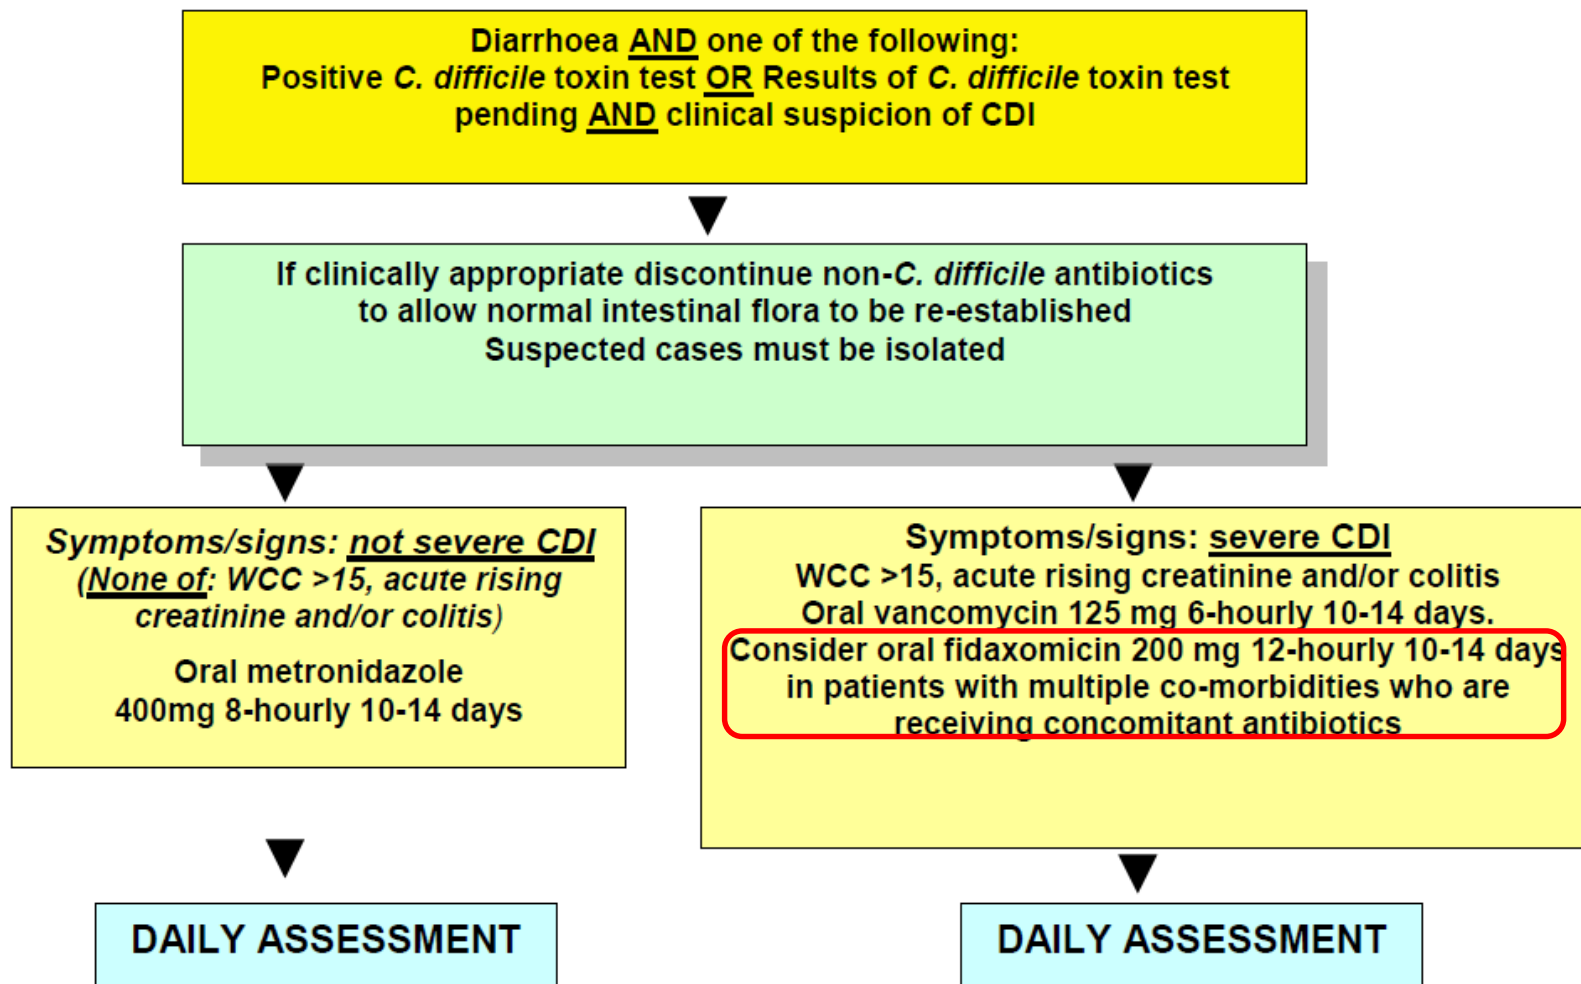 Diarrhoea AND one of the following:
Positive C. difficile toxin test OR Results of C. difficile toxin test
pending AND clinical suspicion of CDI
If clinically appropriate discontinue non-C. difficile antibiotics
to allow normal intestinal flora to be re-established
Suspected cases must be isolated
Symptoms/signs: not severe CDI
(None of: WCC >15, acute rising
creatinine and/or colitis)
Oral metronidazole
400mg 8-hourly 10-14 days
Symptoms/signs: severe CDI
WCC >15, acute rising creatinine and/or colitis
Oral vancomycin 125 mg 6-hourly 10-14 days.
Consider oral fidaxomicin 200 mg 12-hourly 10-14 days
in patients with multiple co-morbidities who are
receiving concomitant antibiotics
DAILY ASSESSMENT
DAILY ASSESSMENT